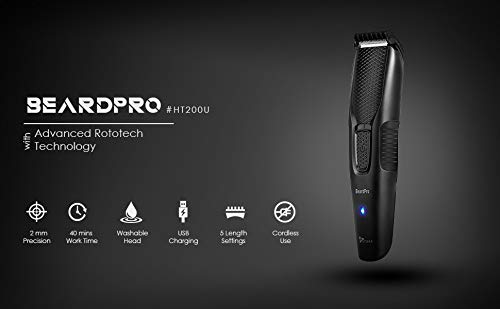 BEARDPRO #HT200U
with Advanced Rototech
Technology
2 mm
Precision
40 mins
Work Time
Washable
Head
USB
Charging
5 Length
Settings
Cordless
Use
BeardPro